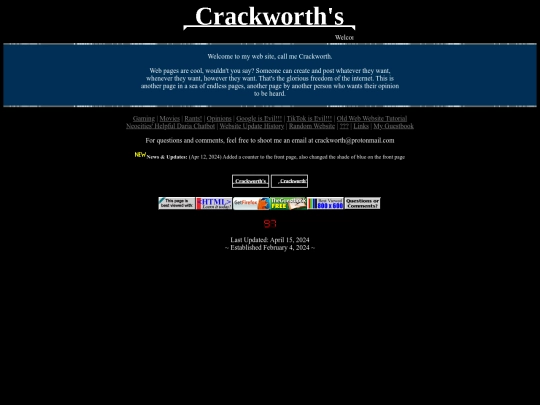 Crackworth's
Welcor
Welcome to my web site, call me Crackworth.
Web pages are cool, wouldn't you say? Someone can create and post whatever they want,
whenever they want, however they want. That's the glorious freedom of the internet. This is
another page in a sea of endless pages, another page by another person who wants their opinion
to be heard.
Gaming | Movies | Rants! | Opinions | Google is Evil!!! | TikTok is Evil!!! | Old Web Website Tutorial
Neocities' Helpful Daria Chatbot | Website Update History | Random Website | ??? | Links | My Guestbook
For questions and comments, feel free to shoot me an email at crackworth@protonmail.com
NEW News & Updates: (Apr 12, 2024) Added a counter to the front page, also changed the shade of blue on the front page
Crackworth's Crackworth'
This page is best viewed with
HTML> Learn it today!
Get Firefox
FREE
Best Viewed 800 x 600
Questions or Comments?
97
Last Updated: April 15, 2024
~ Established February 4, 2024 ~